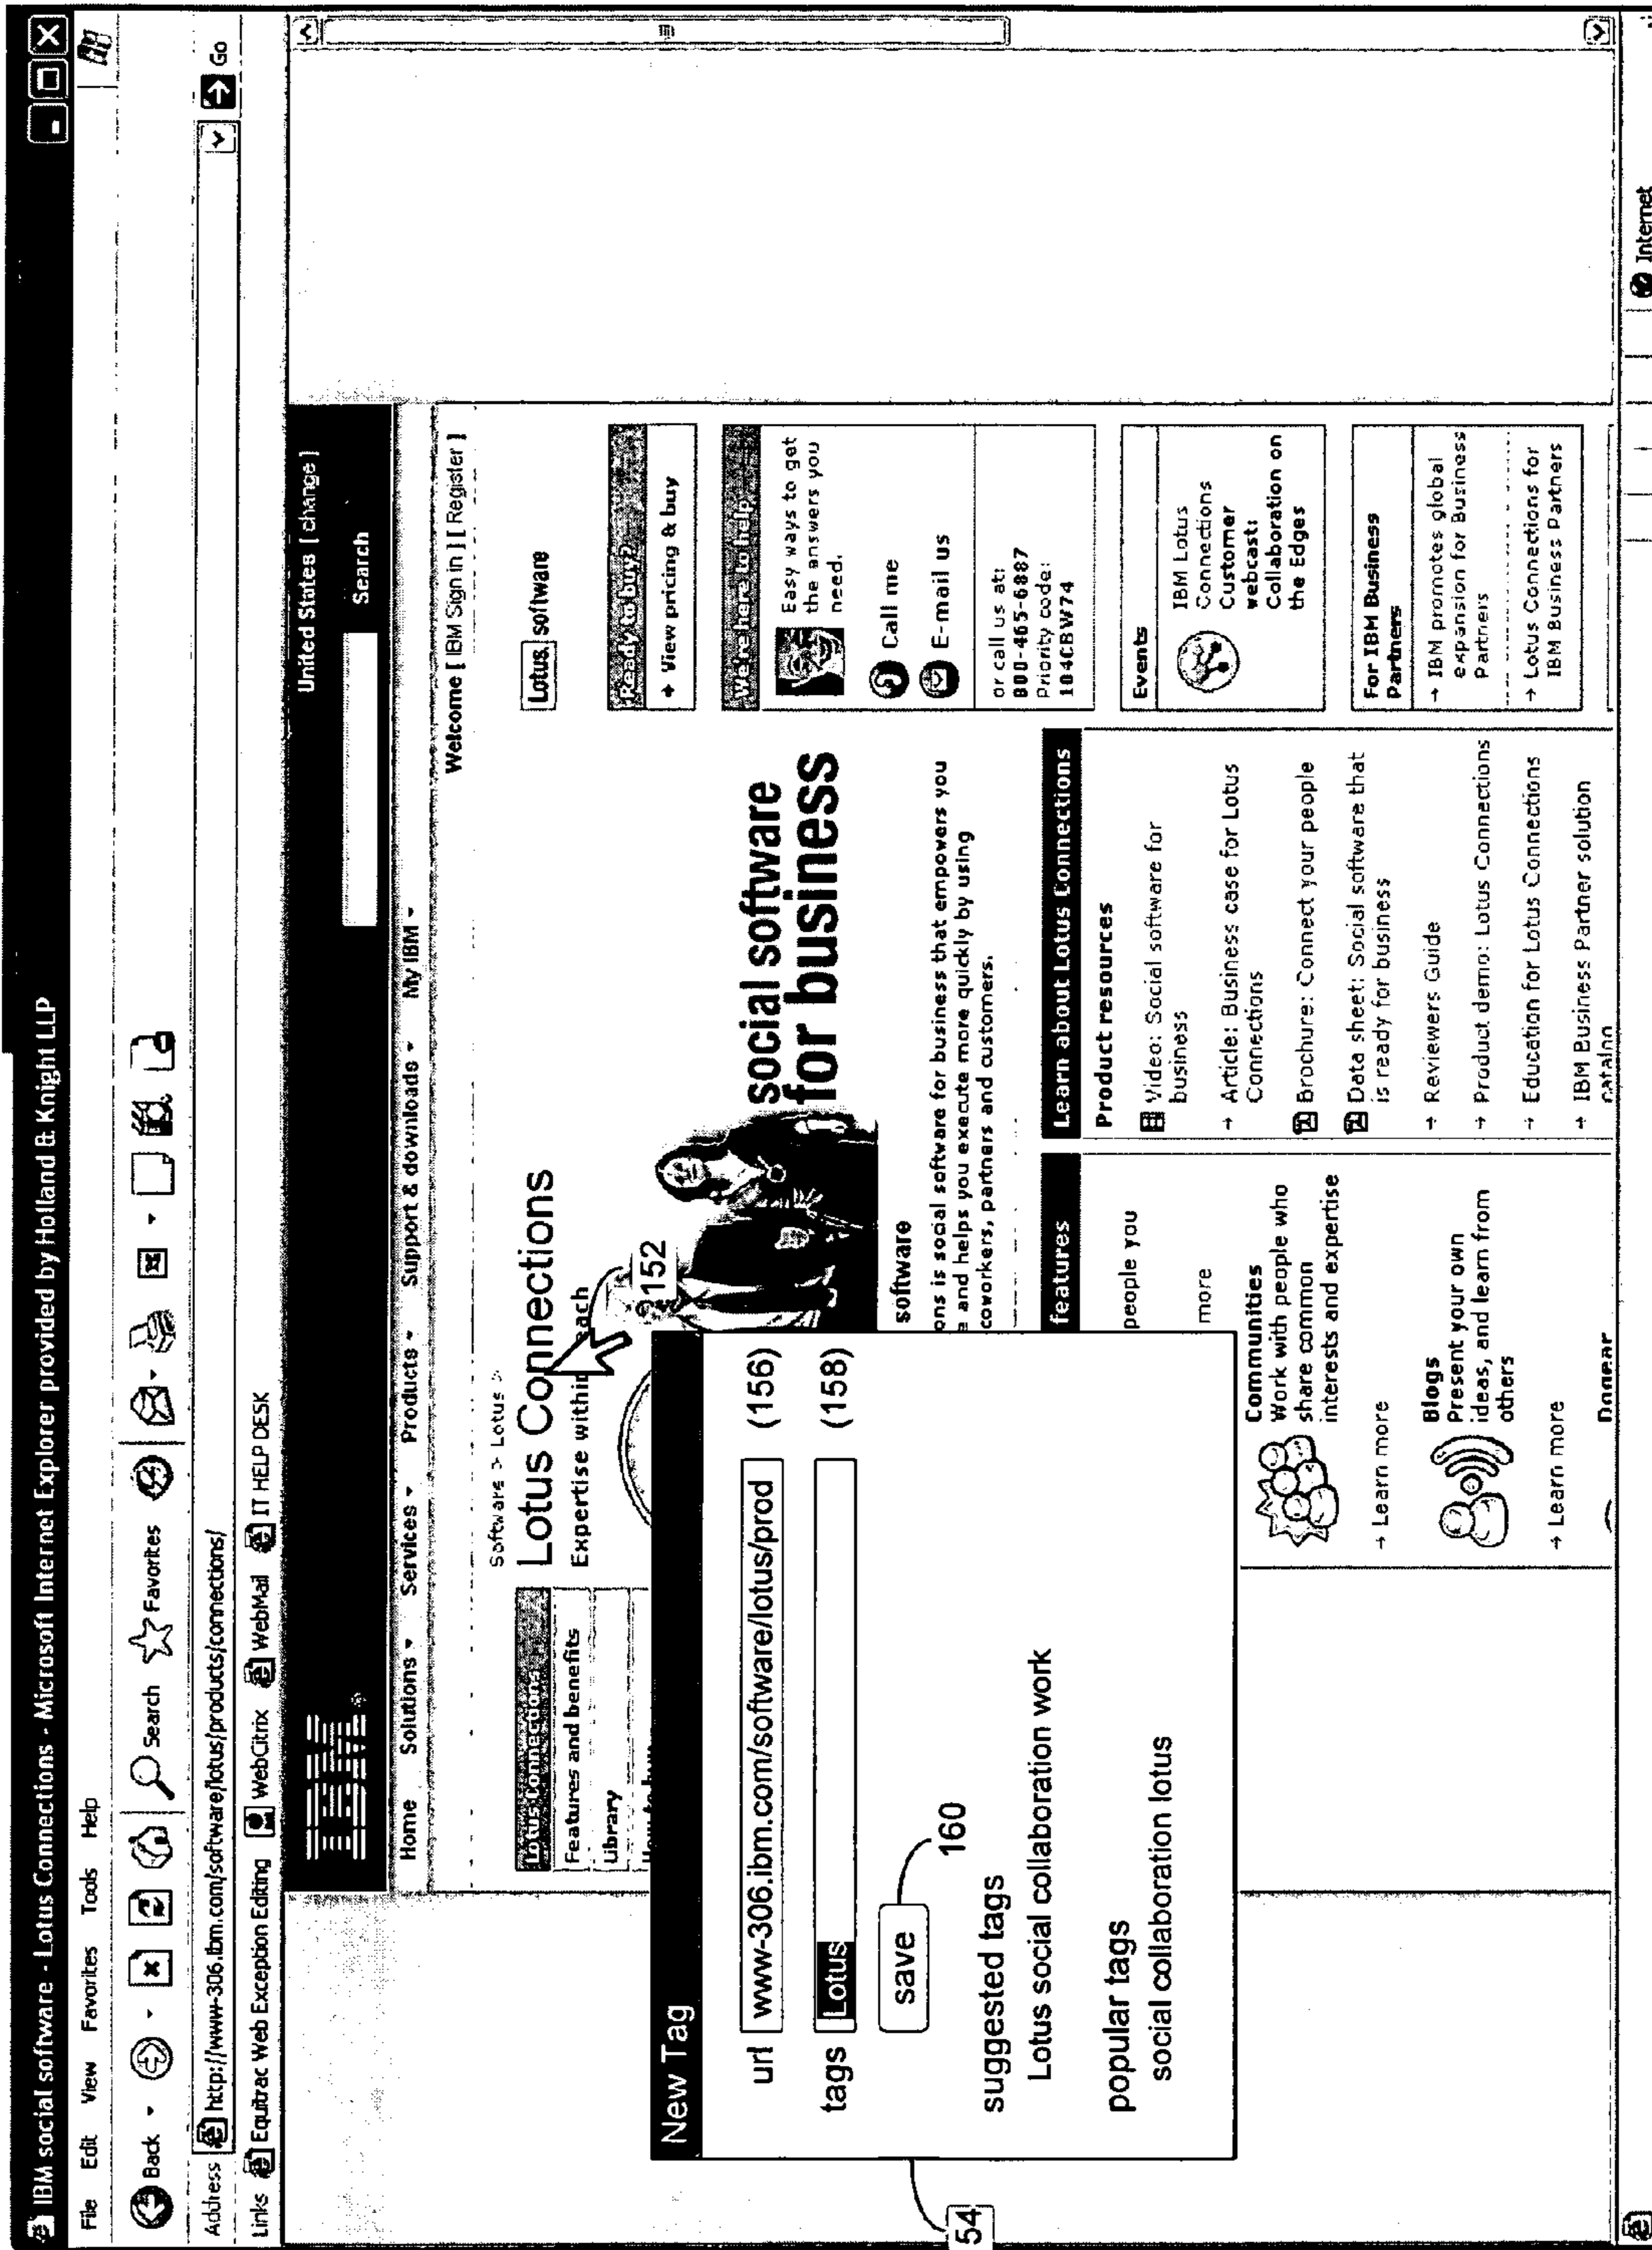 IBM social software - Lotus Connections - Microsoft Internet Explorer provided by Holland & Knight LLP
File Edit View Favorites Tools Help
Back Search Favorites
Address http://www-306.ibm.com/software/lotus/products/connections/ Go
Links Equitrac Web Exception Editing WebCitrix WebMail IT HELP DESK
IBM®
United States [ change ]
Search
Home Solutions Services Products Support & downloads My IBM
Welcome [ IBM Sign in ] [ Register ]
Software > Lotus >
Lotus Connections
Lotus Connections
Features and benefits
Library
Expertise within
152
social software
for business
software
ons is social software for business that empowers you
and helps you execute more quickly by using
coworkers, partners and customers.
features
people you
more
Communities
Work with people who
share common
interests and expertise
→ Learn more
Blogs
Present your own
ideas, and learn from
others
→ Learn more
Learn about Lotus Connections
Product resources
Video: Social software for
business
→ Article: Business case for Lotus
Connections
Brochure: Connect your people
Data sheet: Social software that
is ready for business
→ Reviewers Guide
→ Product demo: Lotus Connections
→ Education for Lotus Connections
→ IBM Business Partner solution
Lotus. software
Ready to buy?
→ View pricing & buy
We're here to help
Easy ways to get
the answers you
need.
Call me
E-mail us
or call us at:
800-465-6887
Priority code:
104CBW74
Events
IBM Lotus
Connections
Customer
webcast:
Collaboration on
the Edges
For IBM Business
Partners
→ IBM promotes global
expansion for Business
Partners
→ Lotus Connections for
IBM Business Partners
New Tag
url www-306.ibm.com/software/lotus/prod (156)
tags Lotus (158)
save
160
suggested tags
Lotus social collaboration work
popular tags
social collaboration lotus
54
Internet